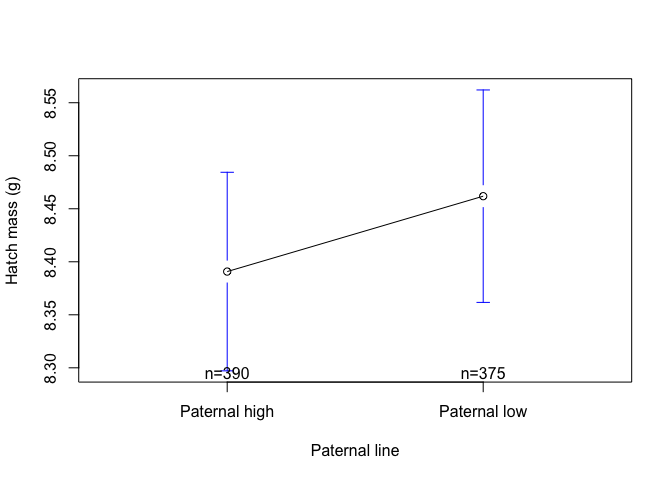 Hatch mass (g)
8.55
8.50
8.45
8.40
8.35
8.30
n=390
n=375
Paternal high
Paternal low
Paternal line